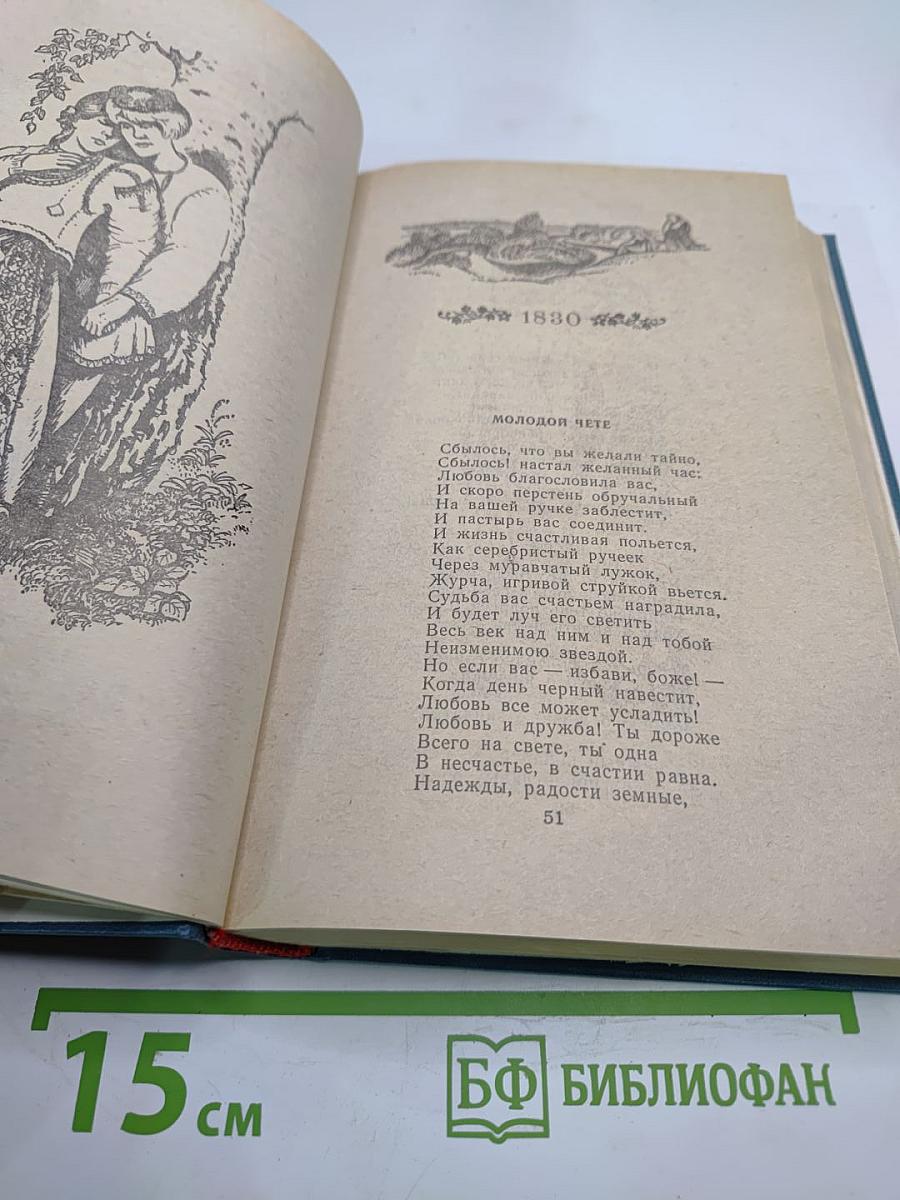 1830
МОЛОДОЙ ЧЕТЕ
Сбылось, что вы желали тайно,
Сбылось! настал желанный час:
Любовь благословила вас,
И скоро перстень обручальный
На вашей ручке заблестит,
И пастырь вас соединит.
И жизнь счастливая польется,
Как серебристый ручеек
Через муравчатый лужок,
Журча, игривой струйкой вьется.
Судьба вас счастьем наградила,
И будет луч его светить
Весь век над ним и над тобой
Неизменимою звездой.
Но если вас — избави, боже! —
Когда день черный навестит,
Любовь все может усладить!
Любовь и дружба! Ты дороже
Всего на свете, ты одна
В несчастье, в счастии равна.
Надежды, радости земные,
51
15 см
БФ БИБЛИОФАН